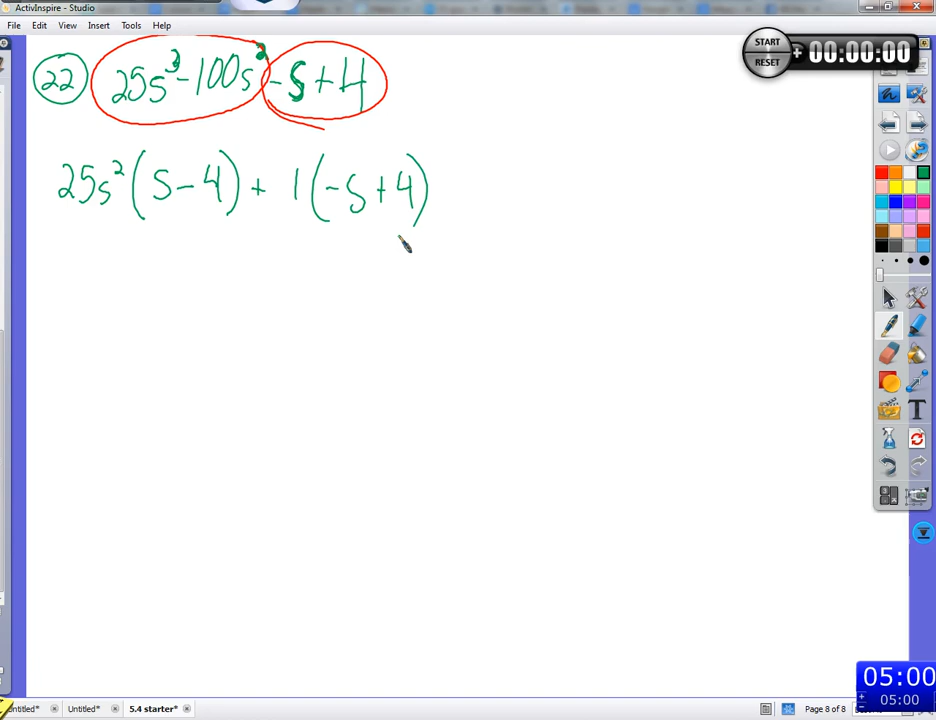 ActivInspire - Studio
File Edit View Insert Tools Help
START
RESET
+ 00:00:00
22 25s³ - 100s² - s + 4
25s² (s - 4) + 1 (-s + 4)
05:00
05:00
ntitled* Untitled* 5.4 starter* Page 8 of 8